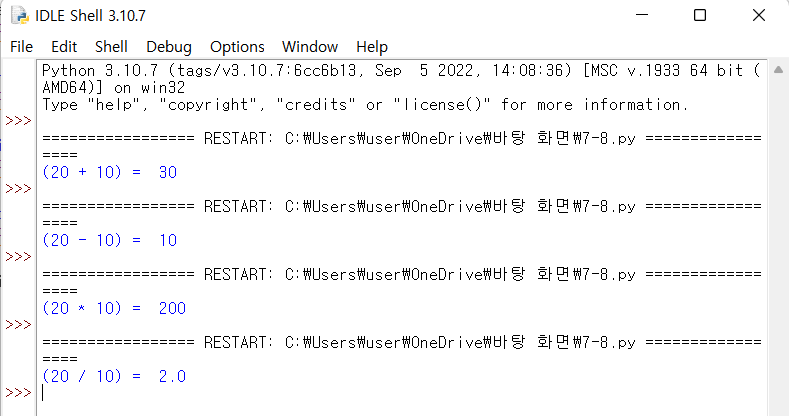 IDLE Shell 3.10.7
File Edit Shell Debug Options Window Help
Python 3.10.7 (tags/v3.10.7:6cc6b13, Sep  5 2022, 14:08:36) [MSC v.1933 64 bit (
AMD64)] on win32
Type "help", "copyright", "credits" or "license()" for more information.
>>>
================= RESTART: C:₩Users₩user₩OneDrive₩바탕 화면₩7-8.py =============
====
(20 + 10) =  30
>>>
================= RESTART: C:₩Users₩user₩OneDrive₩바탕 화면₩7-8.py =============
====
(20 - 10) =  10
>>>
================= RESTART: C:₩Users₩user₩OneDrive₩바탕 화면₩7-8.py =============
====
(20 * 10) =  200
>>>
================= RESTART: C:₩Users₩user₩OneDrive₩바탕 화면₩7-8.py =============
====
(20 / 10) =  2.0
>>>